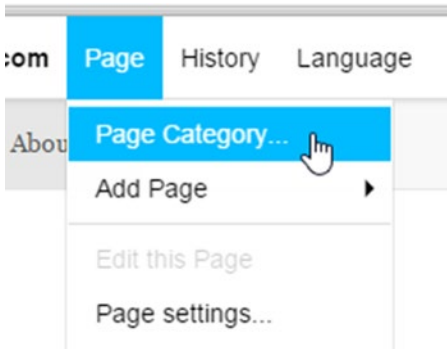 com Page History Language
Abou
Page Category...
Add Page
Edit this Page
Page settings...